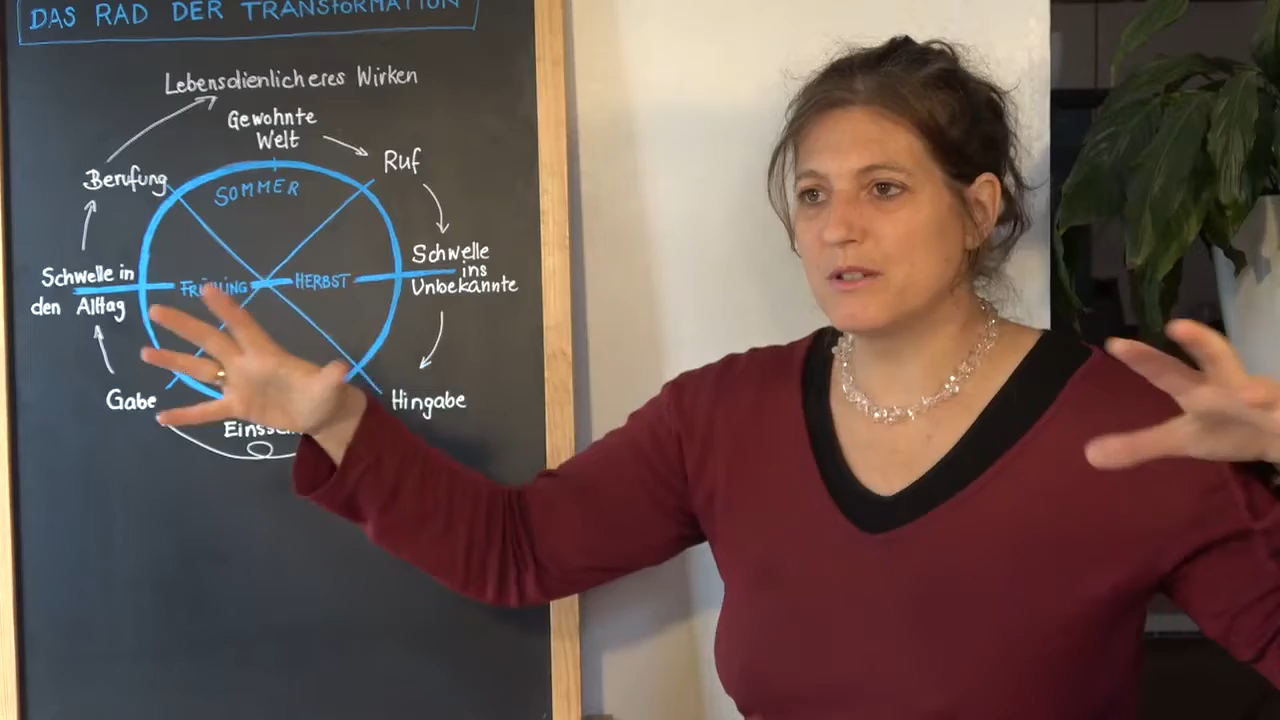 DAS RAD DER TRANSFORMATION
Lebensdienlicheres Wirken
Gewohnte
Welt
Ruf
Berufung
SOMMER
Schwelle
ins
Unbekannte
Schwelle in
den Alltag
FRÜHLING
HERBST
Gabe
Hingabe